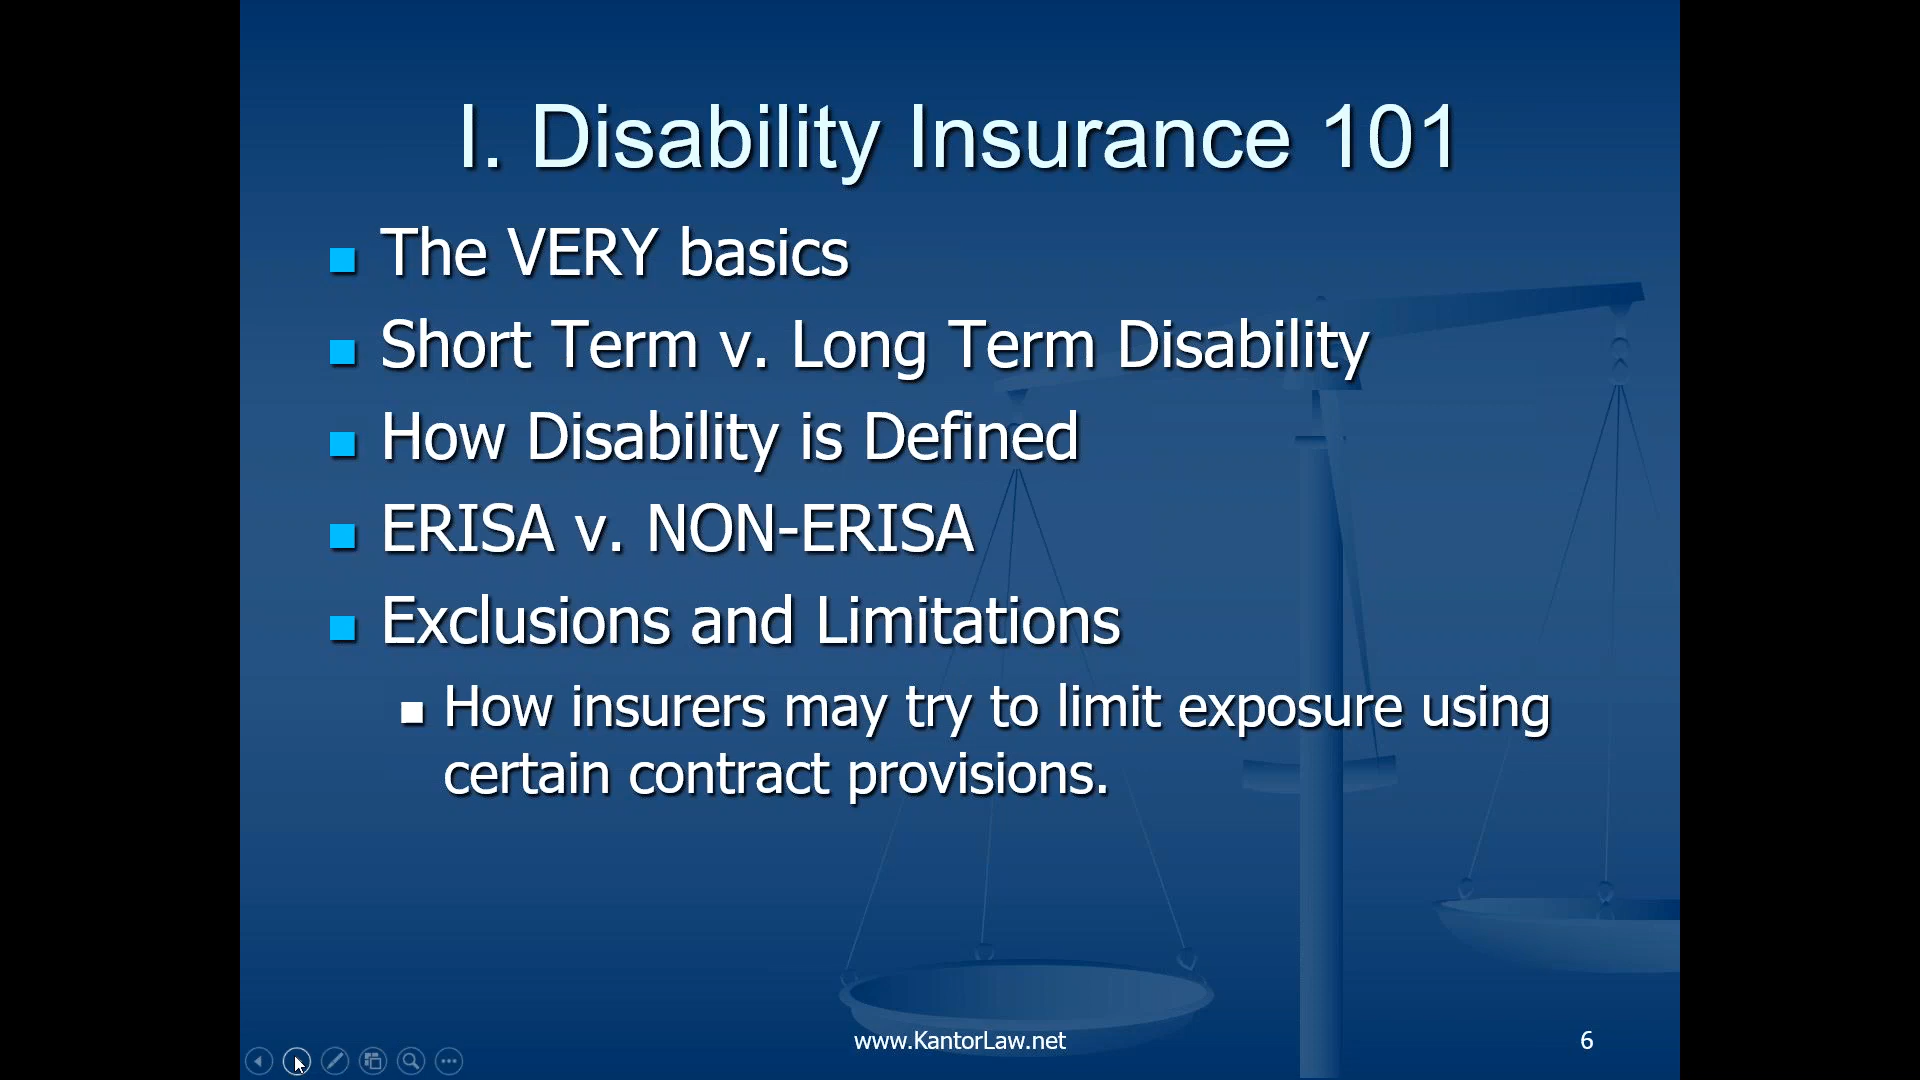 I. Disability Insurance 101
The VERY basics
Short Term v. Long Term Disability
How Disability is Defined
ERISA v. NON-ERISA
Exclusions and Limitations
How insurers may try to limit exposure using
certain contract provisions.
www.KantorLaw.net
6